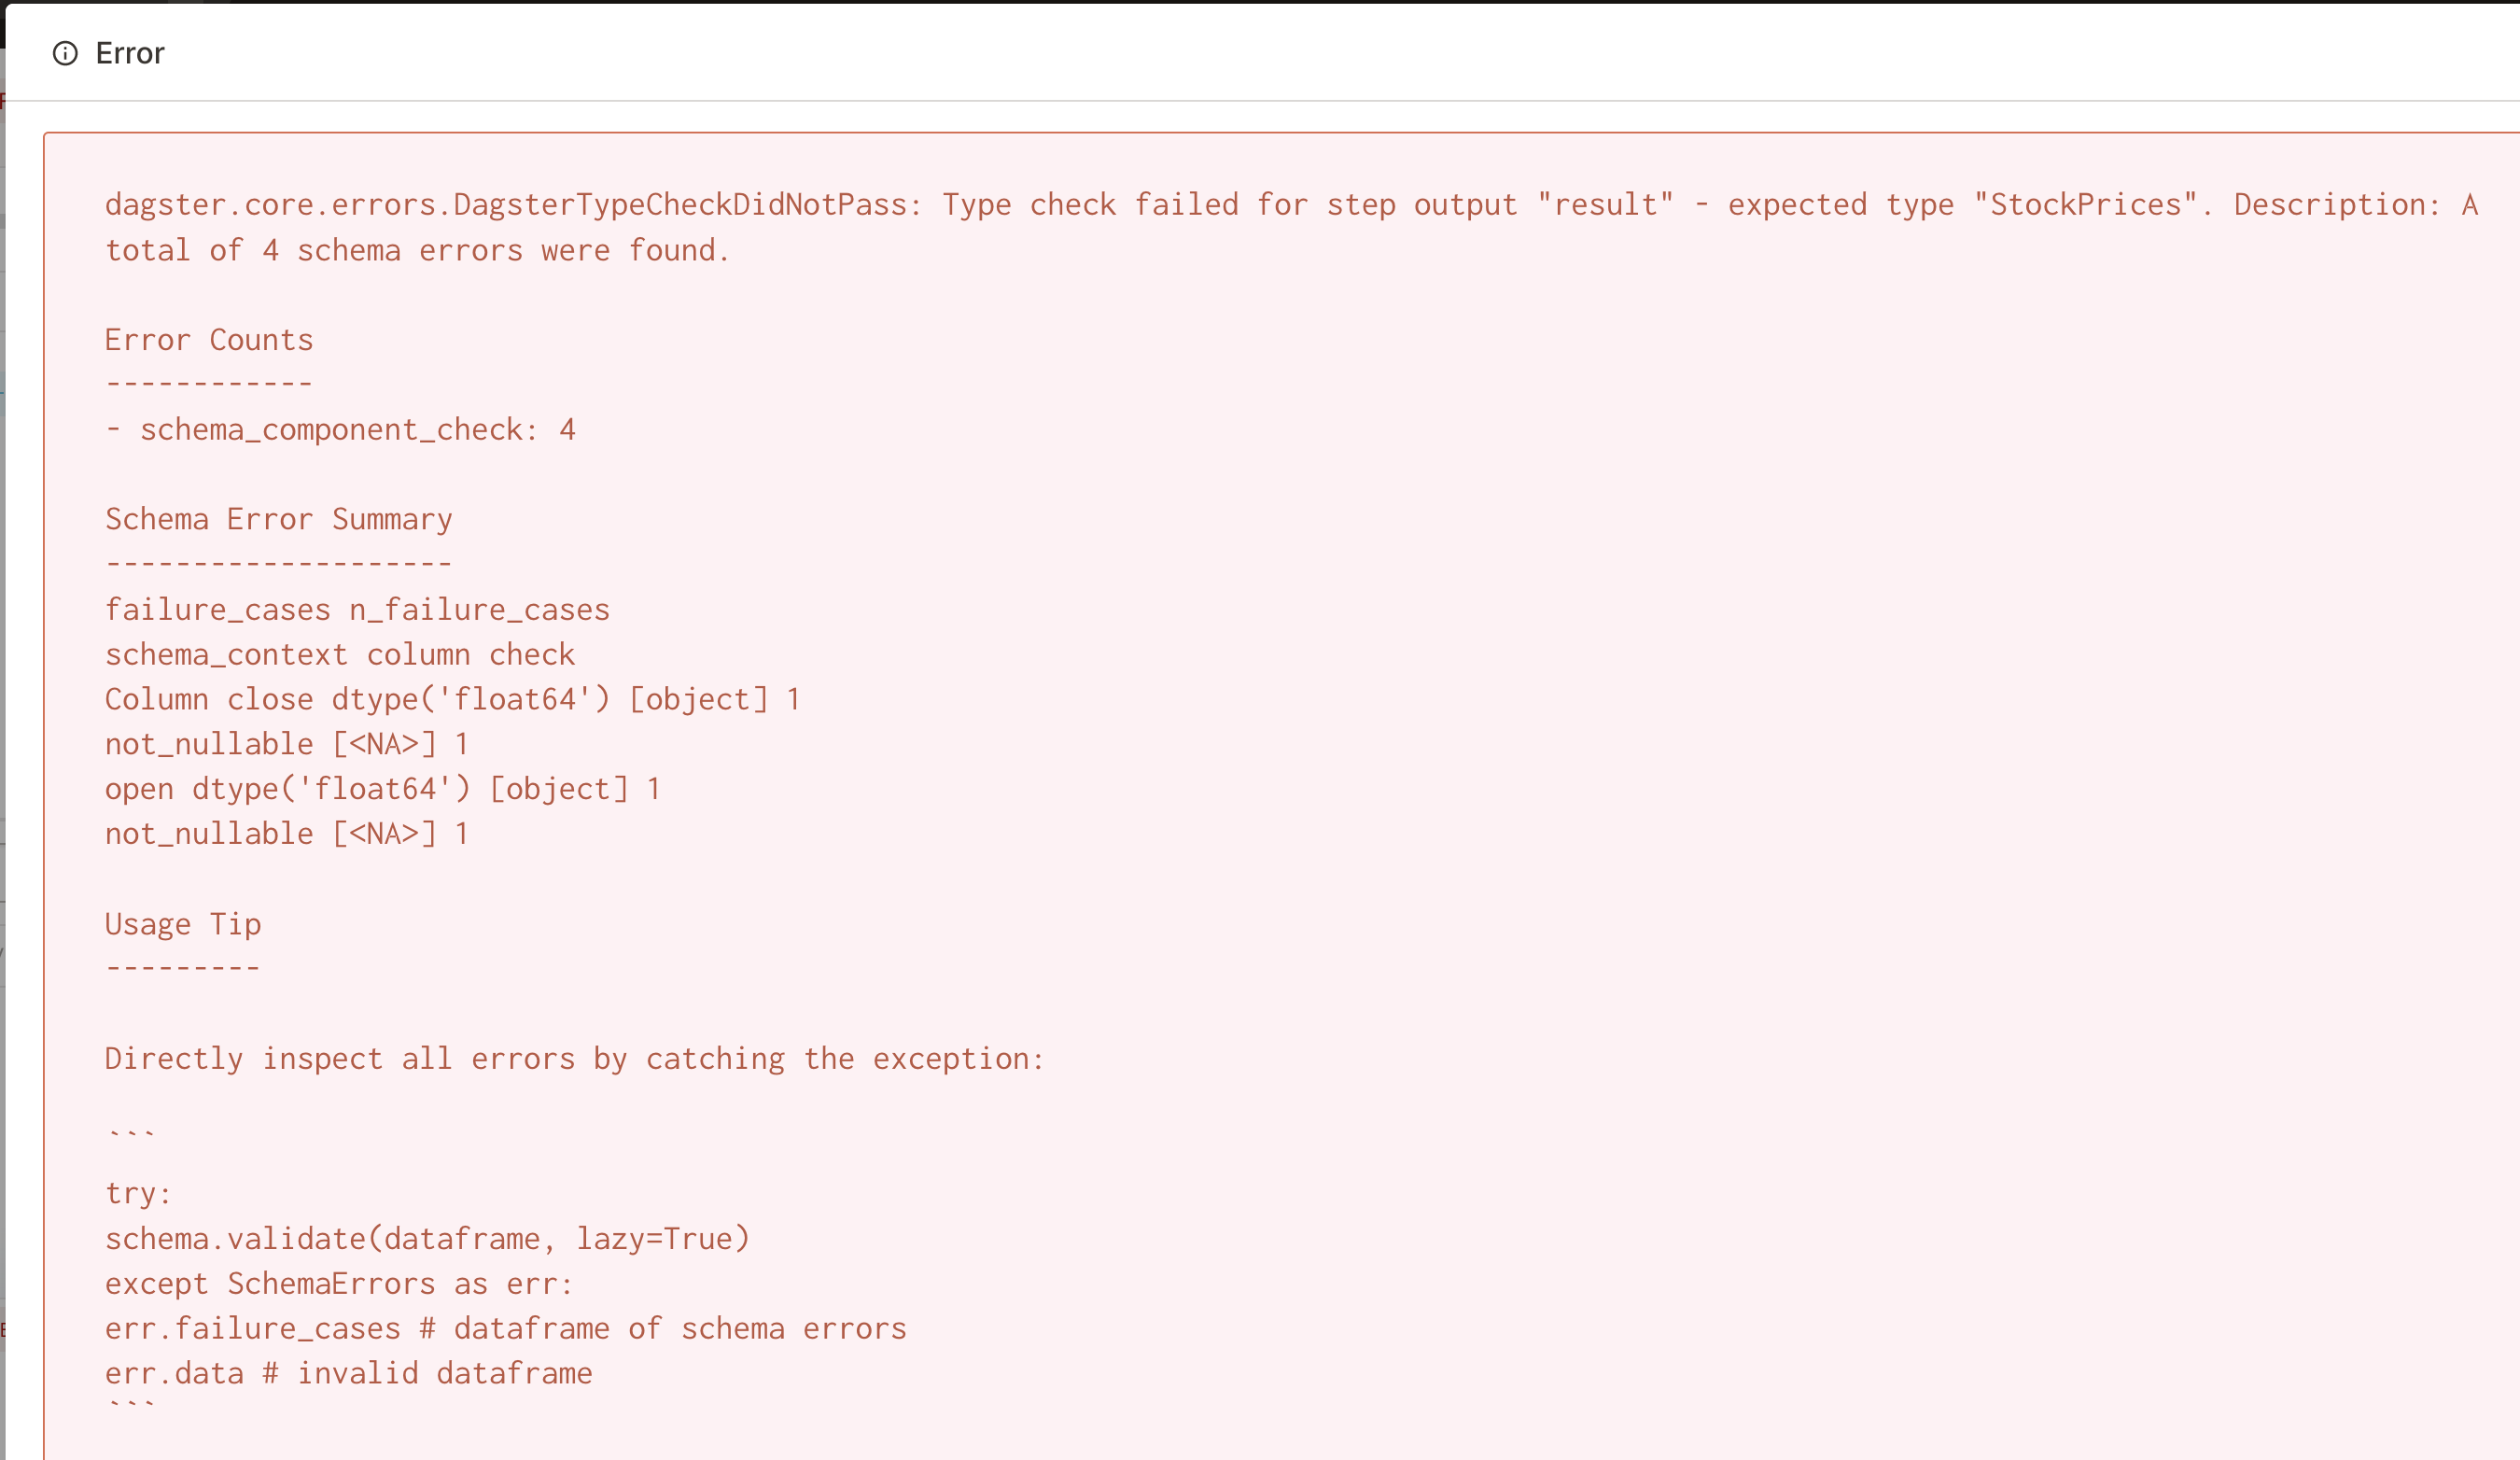 Error
dagster.core.errors.DagsterTypeCheckDidNotPass: Type check failed for step output "result" - expected type "StockPrices". Description: A
total of 4 schema errors were found.
Error Counts
------------
- schema_component_check: 4
Schema Error Summary
--------------------
failure_cases n_failure_cases
schema_context column check
Column close dtype('float64') [object] 1
not_nullable [<NA>] 1
open dtype('float64') [object] 1
not_nullable [<NA>] 1
Usage Tip
---------
Directly inspect all errors by catching the exception:
```
try:
schema.validate(dataframe, lazy=True)
except SchemaErrors as err:
err.failure_cases # dataframe of schema errors
err.data # invalid dataframe
```